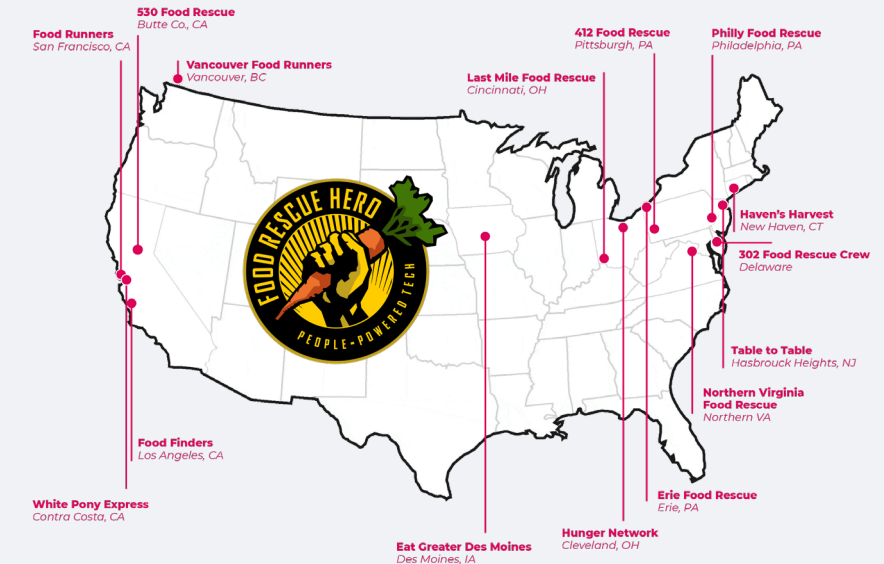 530 Food Rescue
Butte Co., CA
Food Runners
San Francisco, CA
Vancouver Food Runners
Vancouver, BC
412 Food Rescue
Pittsburgh, PA
Philly Food Rescue
Philadelphia, PA
Last Mile Food Rescue
Cincinnati, OH
FOOD RESCUE HERO
PEOPLE-POWERED TECH
Haven's Harvest
New Haven, CT
302 Food Rescue Crew
Delaware
Table to Table
Hasbrouck Heights, NJ
Northern Virginia
Food Rescue
Northern VA
Food Finders
Los Angeles, CA
White Pony Express
Contra Costa, CA
Erie Food Rescue
Erie, PA
Hunger Network
Cleveland, OH
Eat Greater Des Moines
Des Moines, IA